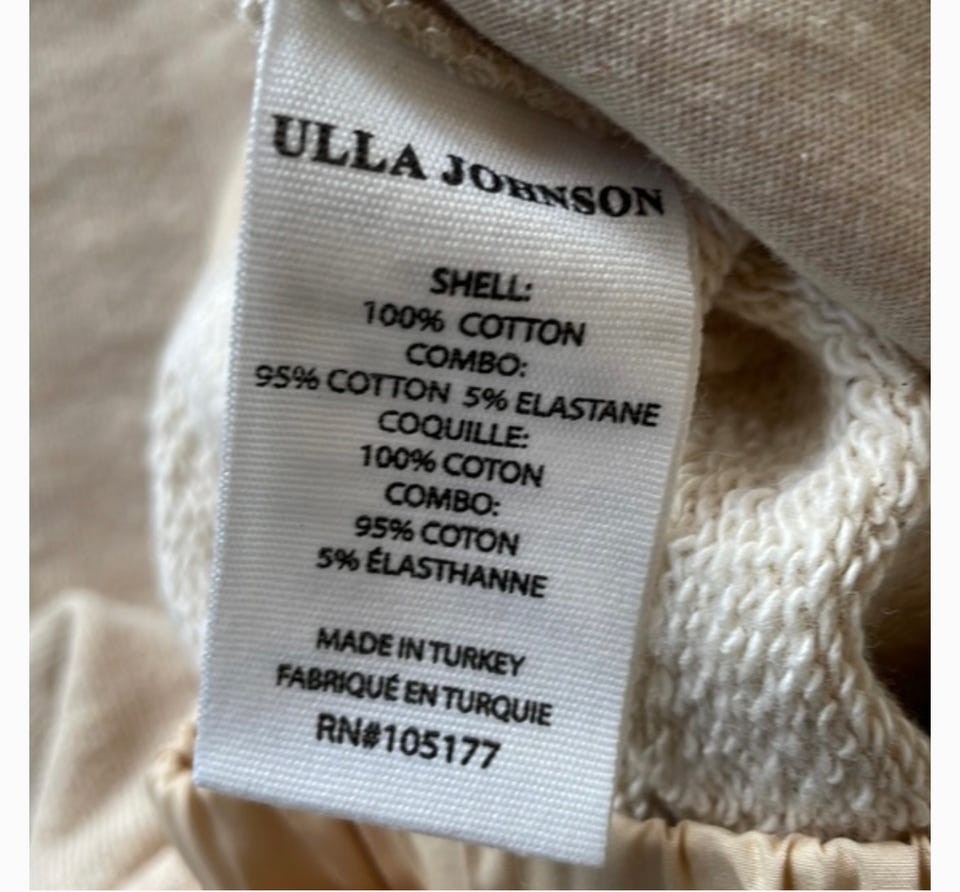 ULLA JOHNSON
SHELL:
100% COTTON
COMBO:
95% COTTON 5% ELASTANE
COQUILLE:
100% COTON
COMBO:
95% COTON
5% ÉLASTHANNE
MADE IN TURKEY
FABRIQUÉ EN TURQUIE
RN#105177